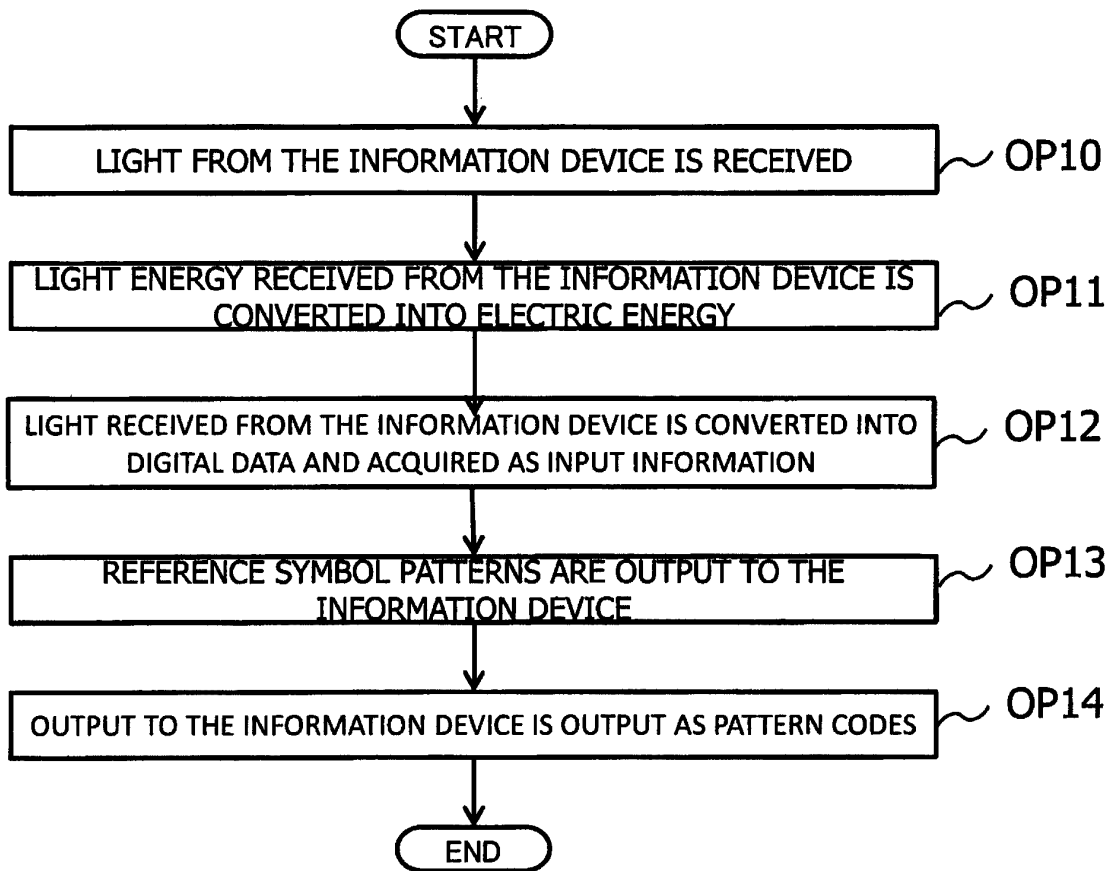 START
LIGHT FROM THE INFORMATION DEVICE IS RECEIVED
OP10
LIGHT ENERGY RECEIVED FROM THE INFORMATION DEVICE IS
CONVERTED INTO ELECTRIC ENERGY
OP11
LIGHT RECEIVED FROM THE INFORMATION DEVICE IS CONVERTED INTO
DIGITAL DATA AND ACQUIRED AS INPUT INFORMATION
OP12
REFERENCE SYMBOL PATTERNS ARE OUTPUT TO THE
INFORMATION DEVICE
OP13
OUTPUT TO THE INFORMATION DEVICE IS OUTPUT AS PATTERN CODES
OP14
END